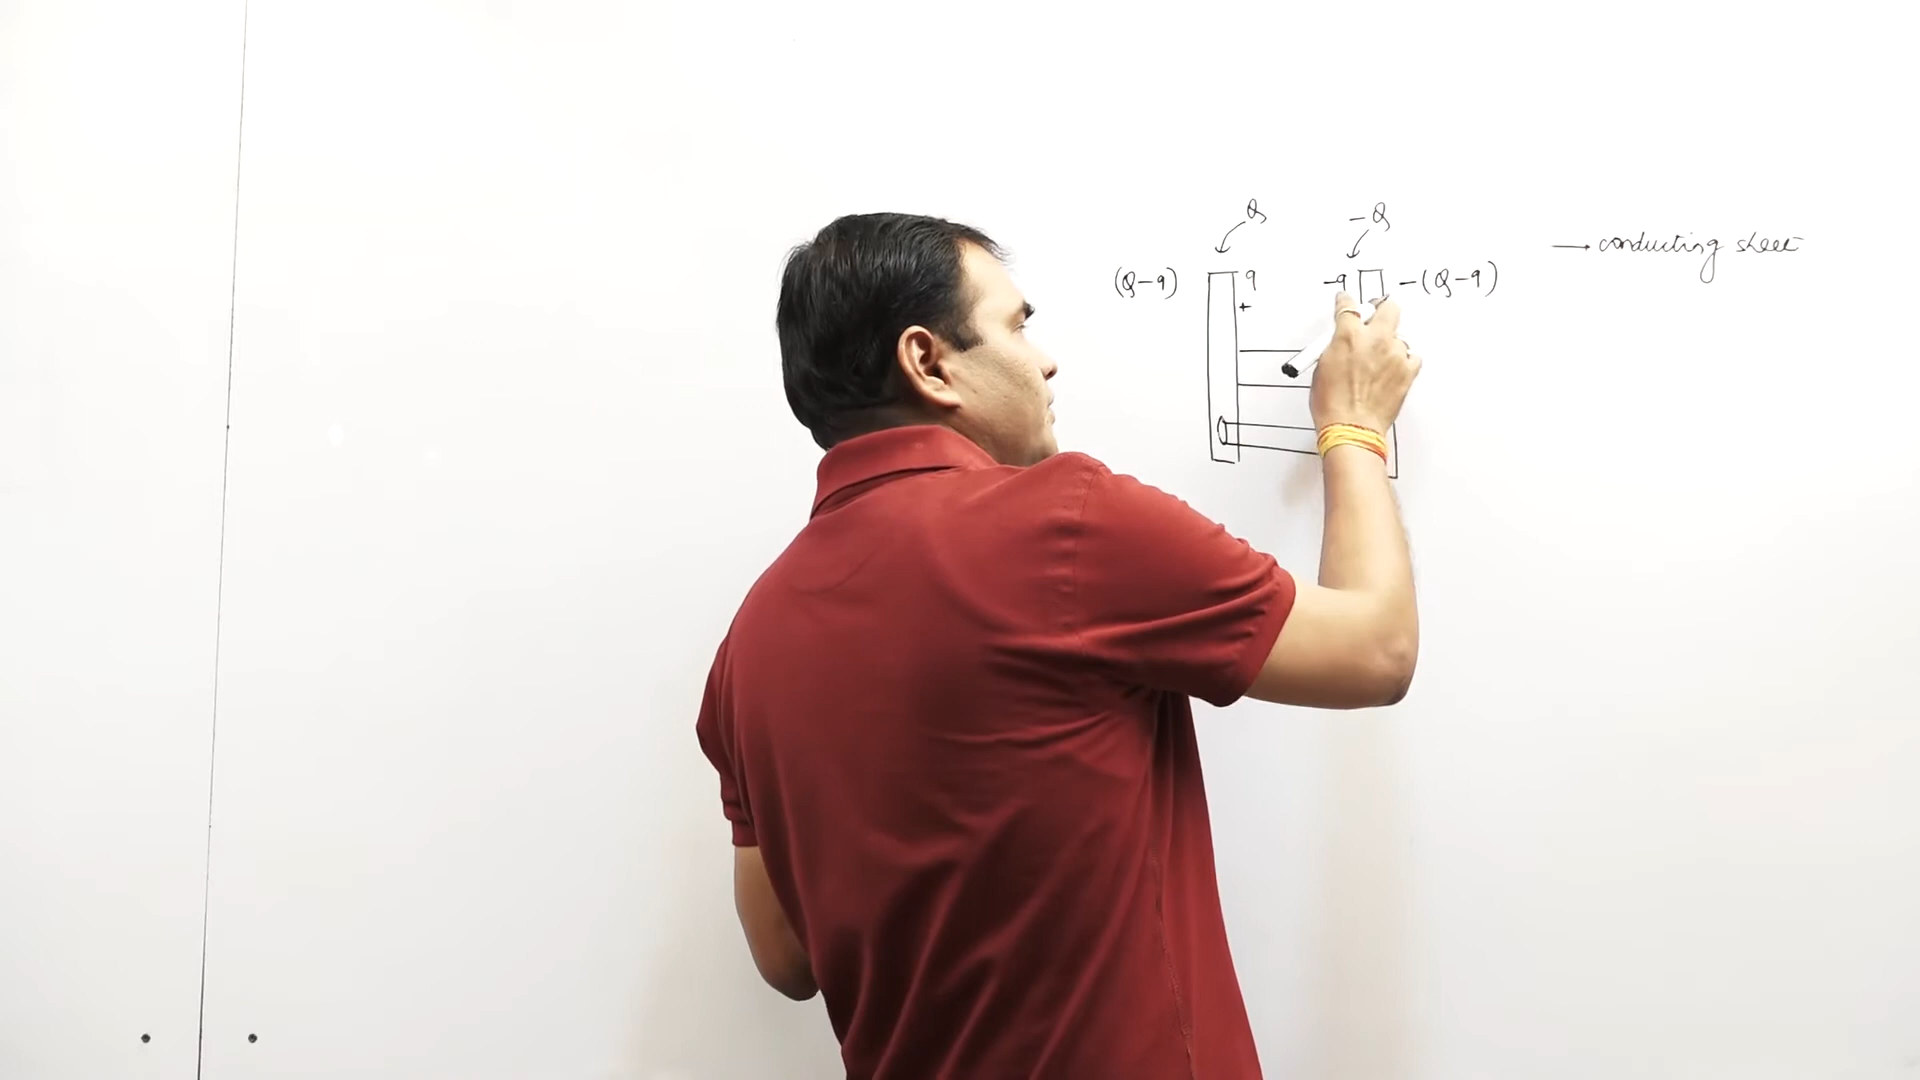 Q -Q
→ conducting sheet
(Q-q) q -q -(Q-q)
+